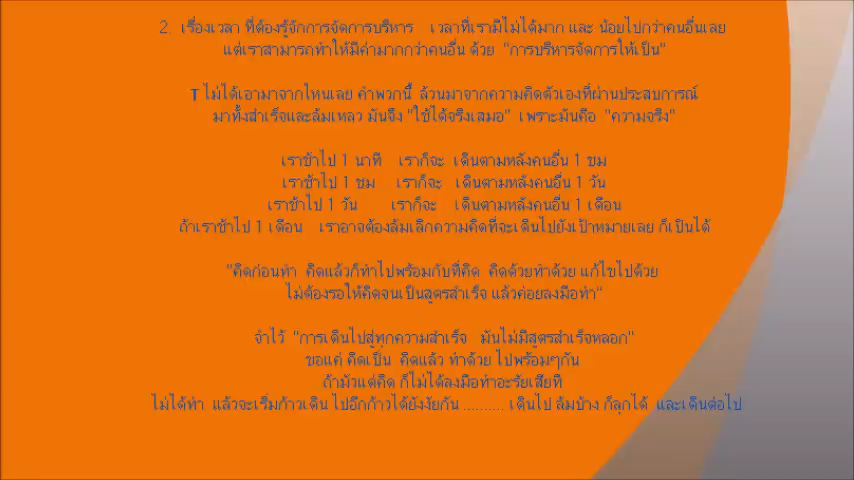 2. เรื่องเวลา ที่ต้องรู้จักการจัดการบริหาร เวลาที่เรามีไม่ได้มาก และ น้อยไปกว่าคนอื่นเลย
แต่เราสามารถทำให้มีค่ามากกว่าคนอื่น ด้วย "การบริหารจัดการให้เป็น"
T ไม่ได้เอามาจากไหนเลย คำพวกนี้ ล้วนมาจากความคิดตัวเองที่ผ่านประสบการณ์
มาทั้งสำเร็จและล้มเหลว มันจึง "ใช้ได้จริงเสมอ" เพราะมันคือ "ความจริง"
เราช้าไป 1 นาที เราก็จะ เดินตามหลังคนอื่น 1 ชม
เราช้าไป 1 ชม เราก็จะ เดินตามหลังคนอื่น 1 วัน
เราช้าไป 1 วัน เราก็จะ เดินตามหลังคนอื่น 1 เดือน
ถ้าเราช้าไป 1 เดือน เราอาจต้องล้มเลิกความคิดที่จะเดินไปยังเป้าหมายเลย ก็เป็นได้
"คิดก่อนทำ คิดแล้วก็ทำไปพร้อมกับที่คิด คิดด้วยทำด้วย แก้ไขไปด้วย
ไม่ต้องรอให้คิดจนเป็นสูตรสำเร็จ แล้วค่อยลงมือทำ"
จำไว้ "การเดินไปสู่ทุกความสำเร็จ มันไม่มีสูตรสำเร็จหลอก"
ขอแค่ คิดเป็น คิดแล้ว ทำด้วย ไปพร้อมๆกัน
ถ้ามัวแต่คิด ก็ไม่ได้ลงมือทำอะรัยเสียที
ไม่ได้ทำ แล้วจะเริ่มก้าวเดิน ไปอีกก้าวได้ยังงัยกัน .......... เดินไป ล้มบ้าง ก็ลุกได้ และเดินต่อไป